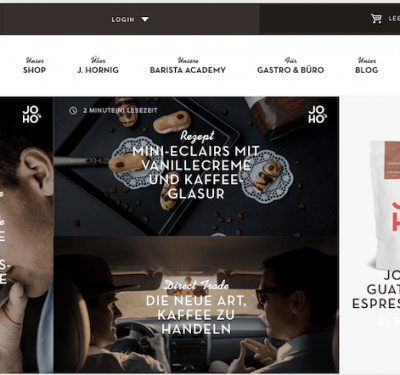 LOGIN
LEE
Unser
SHOP
Über
J. HORNIG
Unsere
BARISTA ACADEMY
Für
GASTRO & BÜRO
Unser
BLOG
JO
HO's
2 MINUTE(N) LESEZEIT
JO
HO's
Rezept
MINI-ECLAIRS MIT
VANILLECREME
UND KAFFEE-
GLASUR
Direct Trade
DIE NEUE ART,
KAFFEE ZU
HANDELN
JO
GUAT
ESPRES